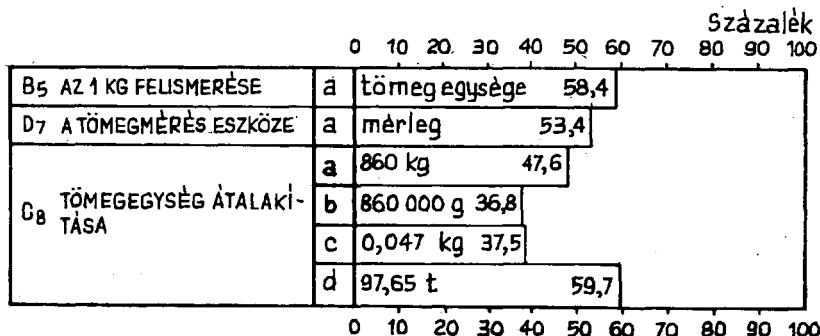 Százalék
0 10 20 30 40 50 60 70 80 90 100
B5 AZ 1 KG FELISMERÉSE a tömeg egysége 58,4
D7 A TÖMEGMÉRÉS ESZKÖZE a mérleg 53,4
C8 TÖMEGEGYSÉG ÁTALAKÍ-
TÁSA
a 860 kg 47,6
b 860 000 g 36,8
c 0,047 kg 37,5
d 97,65 t 59,7
0 10 20 30 40 50 60 70 80 90 100